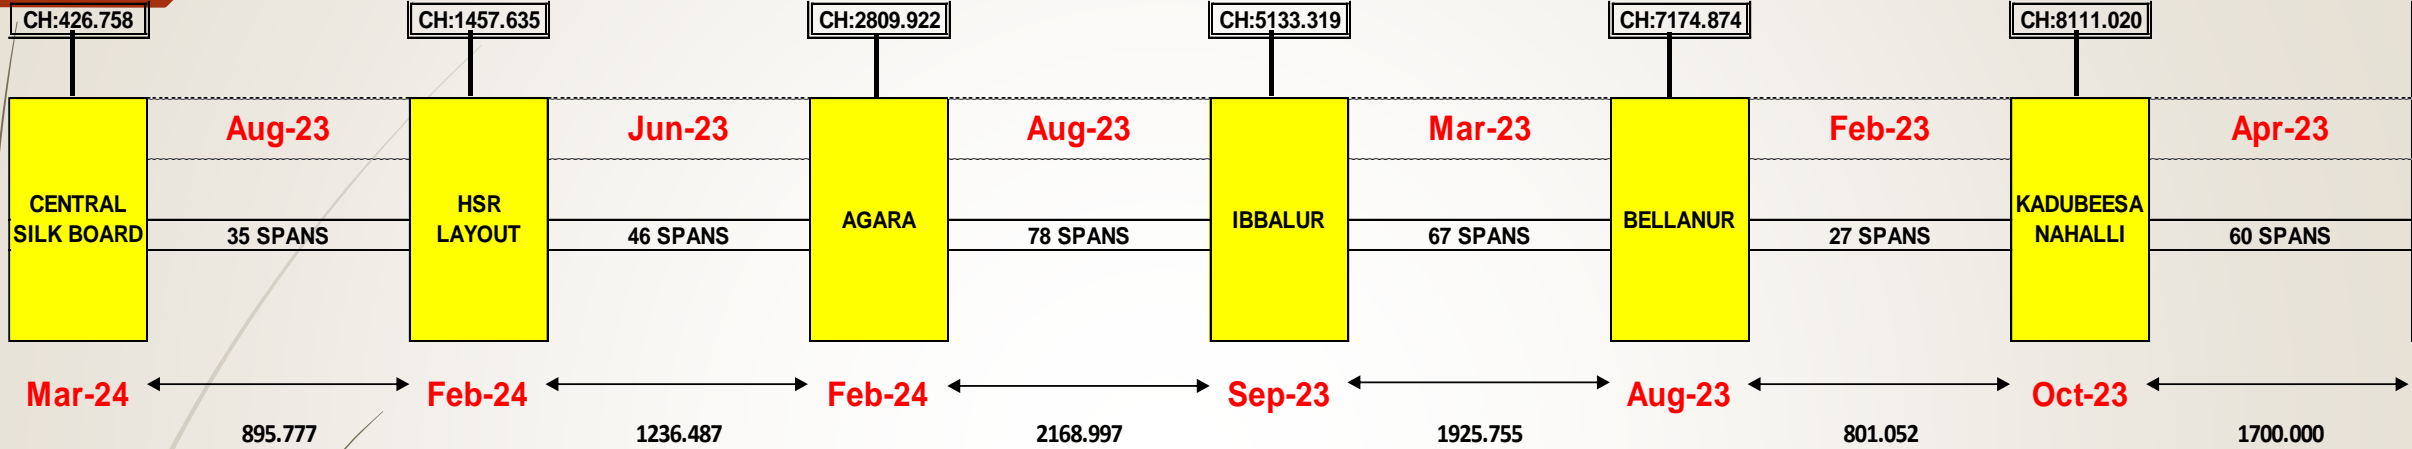 CH:426.758
CH:1457.635
CH:2809.922
CH:5133.319
CH:7174.874
CH:8111.020
Aug-23
Jun-23
Aug-23
Mar-23
Feb-23
Apr-23
CENTRAL
SILK BOARD
35 SPANS
HSR
LAYOUT
46 SPANS
AGARA
78 SPANS
IBBALUR
67 SPANS
BELLANUR
27 SPANS
KADUBEESA
NAHALLI
60 SPANS
Mar-24
Feb-24
Feb-24
Sep-23
Aug-23
Oct-23
895.777
1236.487
2168.997
1925.755
801.052
1700.000